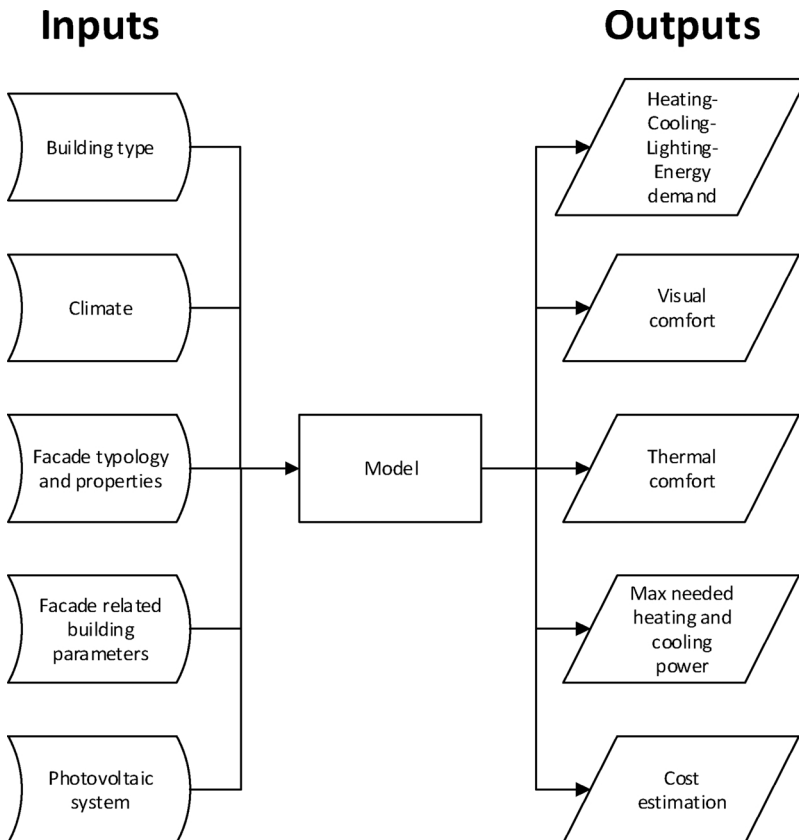 Inputs
Outputs
Building type
Climate
Facade typology
and properties
Facade related
building
parameters
Photovoltaic
system
Model
Heating-
Cooling-
Lighting-
Energy
demand
Visual
comfort
Thermal
comfort
Max needed
heating and
cooling
power
Cost
estimation